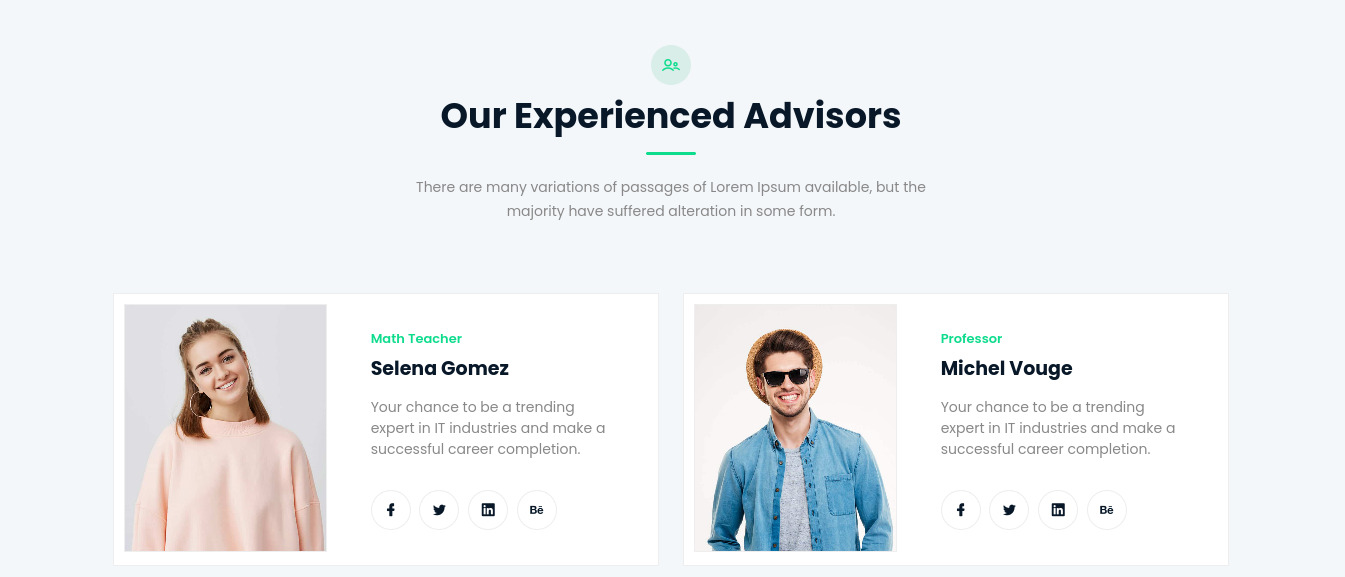 Our Experienced Advisors
There are many variations of passages of Lorem Ipsum available, but the
majority have suffered alteration in some form.
Math Teacher
Selena Gomez
Your chance to be a trending
expert in IT industries and make a
successful career completion.
Bē
Professor
Michel Vouge
Your chance to be a trending
expert in IT industries and make a
successful career completion.
Bē